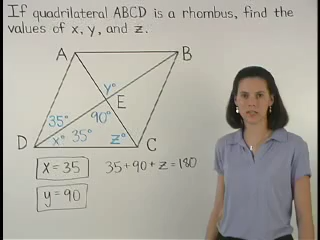 If quadrilateral ABCD is a rhombus, find the
values of x, y, and z.
A
B
y°
E
35°
90°
x°
35°
z°
D
C
x = 35
35+90+z=180
y = 90